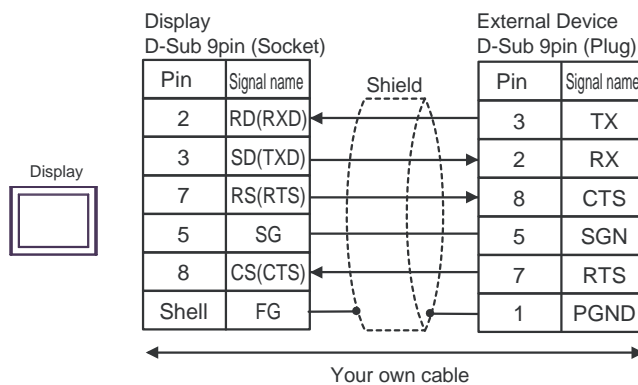 Display
D-Sub 9pin (Socket)
External Device
D-Sub 9pin (Plug)
Pin Signal name
Shield
Pin Signal name
2 RD(RXD) 3 TX
3 SD(TXD) 2 RX
Display
7 RS(RTS) 8 CTS
5 SG 5 SGN
8 CS(CTS) 7 RTS
Shell FG 1 PGND
Your own cable